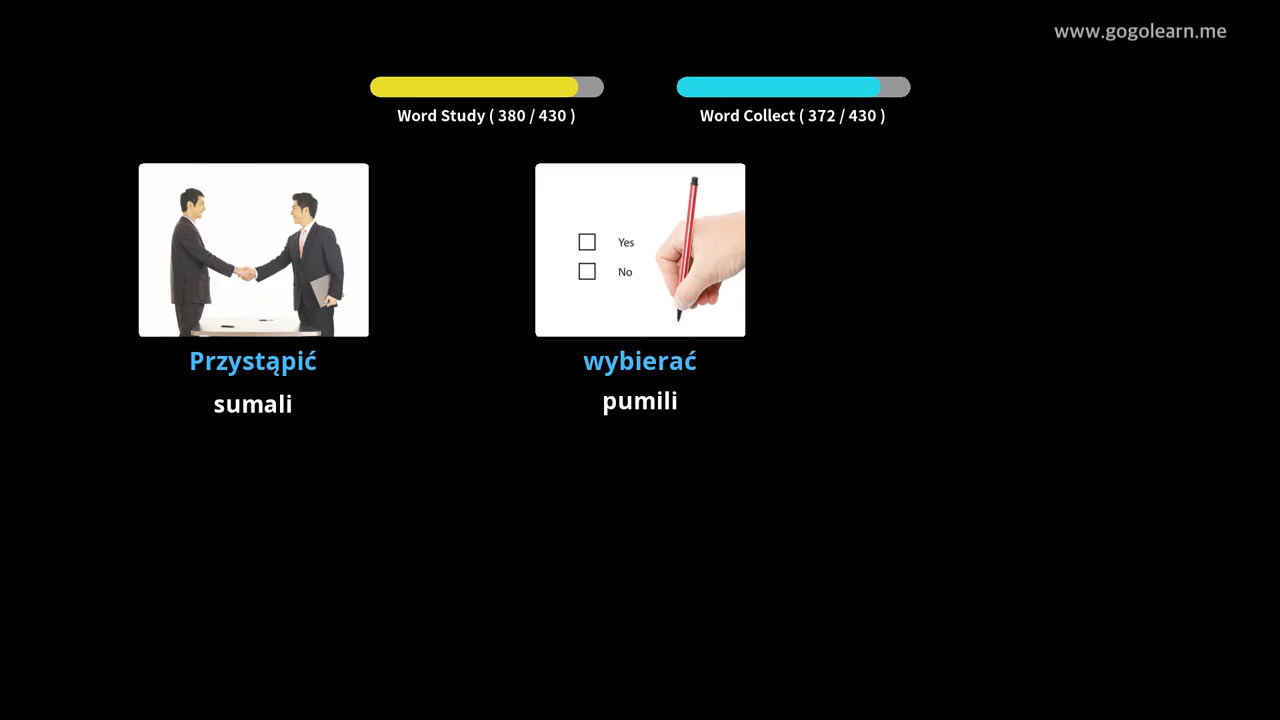 www.gogolearn.me
Word Study ( 380 / 430 )
Word Collect ( 372 / 430 )
Yes
No
Przystąpić
wybierać
sumali
pumili